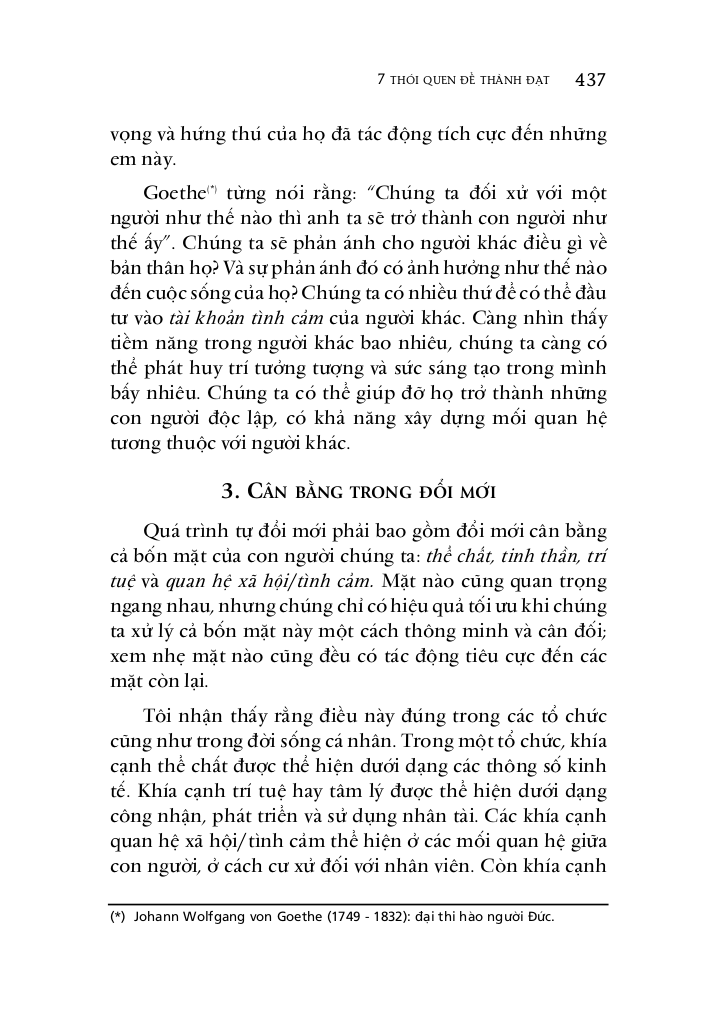 7 THÓI QUEN ĐỂ THÀNH ĐẠT 437
vọng và hứng thú của họ đã tác động tích cực đến những
em này.
Goethe(*) từng nói rằng: “Chúng ta đối xử với một
người như thế nào thì anh ta sẽ trở thành con người như
thế ấy”. Chúng ta sẽ phản ánh cho người khác điều gì về
bản thân họ? Và sự phản ánh đó có ảnh hưởng như thế nào
đến cuộc sống của họ? Chúng ta có nhiều thứ để có thể đầu
tư vào tài khoản tình cảm của người khác. Càng nhìn thấy
tiềm năng trong người khác bao nhiêu, chúng ta càng có
thể phát huy trí tưởng tượng và sức sáng tạo trong mình
bấy nhiêu. Chúng ta có thể giúp đỡ họ trở thành những
con người độc lập, có khả năng xây dựng mối quan hệ
tương thuộc với người khác.
3. CÂN BẰNG TRONG ĐỔI MỚI
Quá trình tự đổi mới phải bao gồm đổi mới cân bằng
cả bốn mặt của con người chúng ta: thể chất, tinh thần, trí
tuệ và quan hệ xã hội/tình cảm. Mặt nào cũng quan trọng
ngang nhau, nhưng chúng chỉ có hiệu quả tối ưu khi chúng
ta xử lý cả bốn mặt này một cách thông minh và cân đối;
xem nhẹ mặt nào cũng đều có tác động tiêu cực đến các
mặt còn lại.
Tôi nhận thấy rằng điều này đúng trong các tổ chức
cũng như trong đời sống cá nhân. Trong một tổ chức, khía
cạnh thể chất được thể hiện dưới dạng các thông số kinh
tế. Khía cạnh trí tuệ hay tâm lý được thể hiện dưới dạng
công nhận, phát triển và sử dụng nhân tài. Các khía cạnh
quan hệ xã hội/tình cảm thể hiện ở các mối quan hệ giữa
con người, ở cách cư xử đối với nhân viên. Còn khía cạnh
(*) Johann Wolfgang von Goethe (1749 - 1832): đại thi hào người Đức.